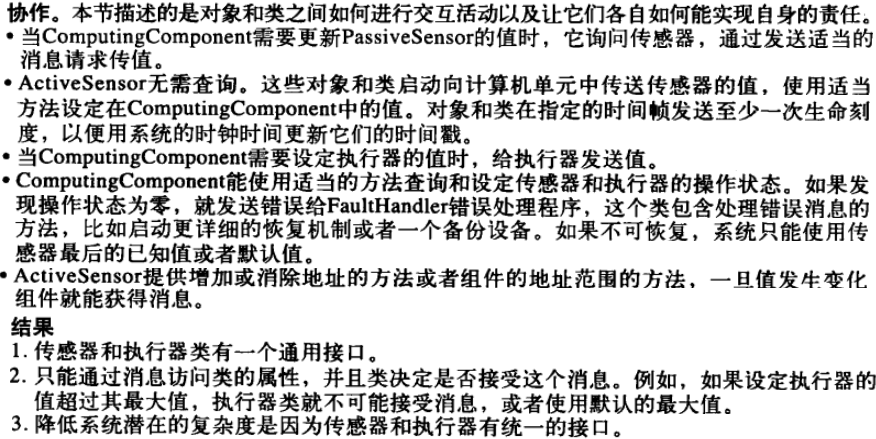 协作。本节描述的是对象和类之间如何进行交互活动以及让它们各自如何能实现自身的责任。
• 当ComputingComponent需要更新PassiveSensor的值时，它询问传感器，通过发送适当的
消息请求传值。
• ActiveSensor无需查询。这些对象和类启动向计算机单元中传送传感器的值，使用适当
方法设定在ComputingComponent中的值。对象和类在指定的时间帧发送至少一次生命刻
度，以便用系统的时钟时间更新它们的时间戳。
• 当ComputingComponent需要设定执行器的值时，给执行器发送值。
• ComputingComponent能使用适当的方法查询和设定传感器和执行器的操作状态。如果发
现操作状态为零，就发送错误给FaultHandler错误处理程序，这个类包含处理错误消息的
方法，比如启动更详细的恢复机制或者一个备份设备。如果不可恢复，系统只能使用传
感器最后的已知值或者默认值。
• ActiveSensor提供增加或消除地址的方法或者组件的地址范围的方法，一旦值发生变化
组件就能获得消息。
结果
1. 传感器和执行器类有一个通用接口。
2. 只能通过消息访问类的属性，并且类决定是否接受这个消息。例如，如果设定执行器的
值超过其最大值，执行器类就不可能接受消息，或者使用默认的最大值。
3. 降低系统潜在的复杂度是因为传感器和执行器有统一的接口。